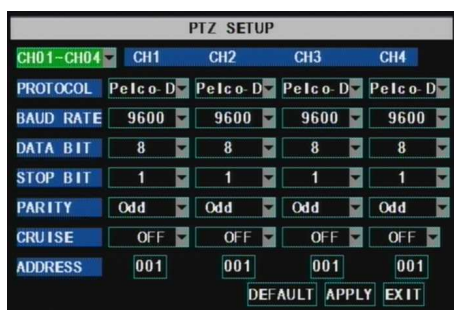 PTZ SETUP
CH01-CH04 CH1 CH2 CH3 CH4
PROTOCOL Pelco-D Pelco-D Pelco-D Pelco-D
BAUD RATE 9600 9600 9600 9600
DATA BIT 8 8 8 8
STOP BIT 1 1 1 1
PARITY Odd Odd Odd Odd
CRUISE OFF OFF OFF OFF
ADDRESS 001 001 001 001
DEFAULT APPLY EXIT